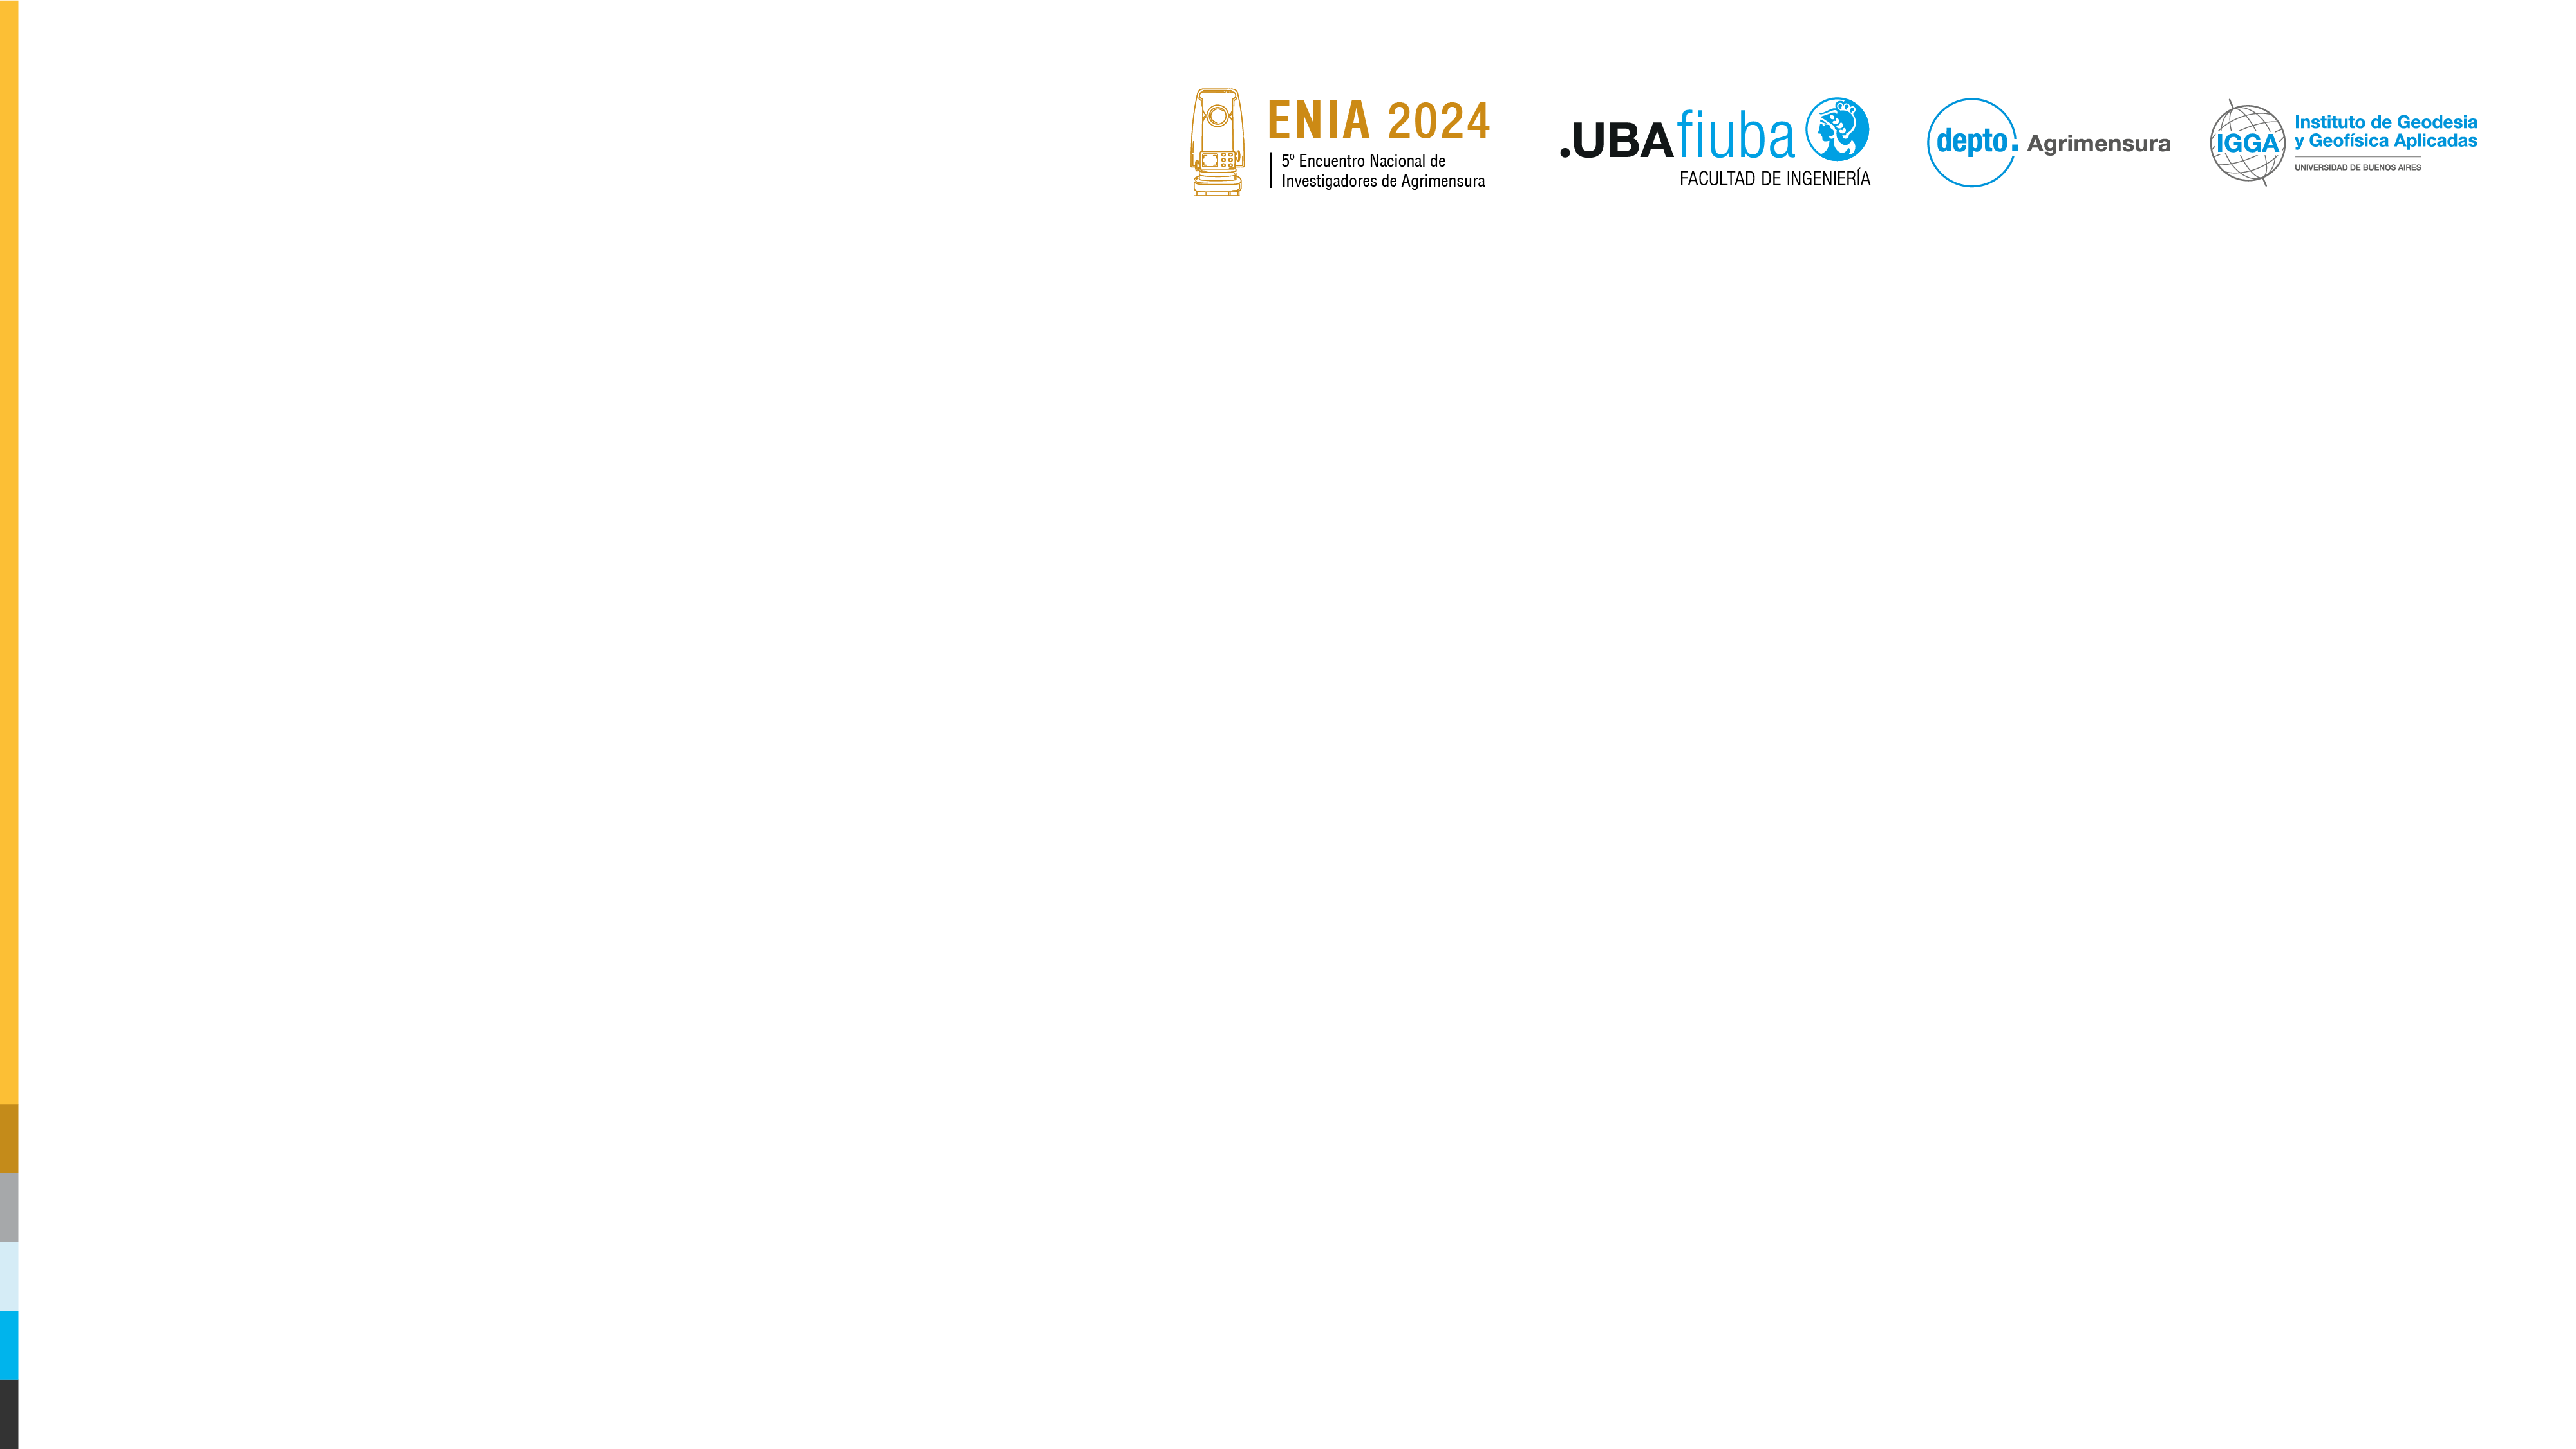 ENIA 2024
5º Encuentro Nacional de
Investigadores de Agrimensura
.UBAfiuba
FACULTAD DE INGENIERÍA
depto. Agrimensura
IGGA
Instituto de Geodesia
y Geofísica Aplicadas
UNIVERSIDAD DE BUENOS AIRES